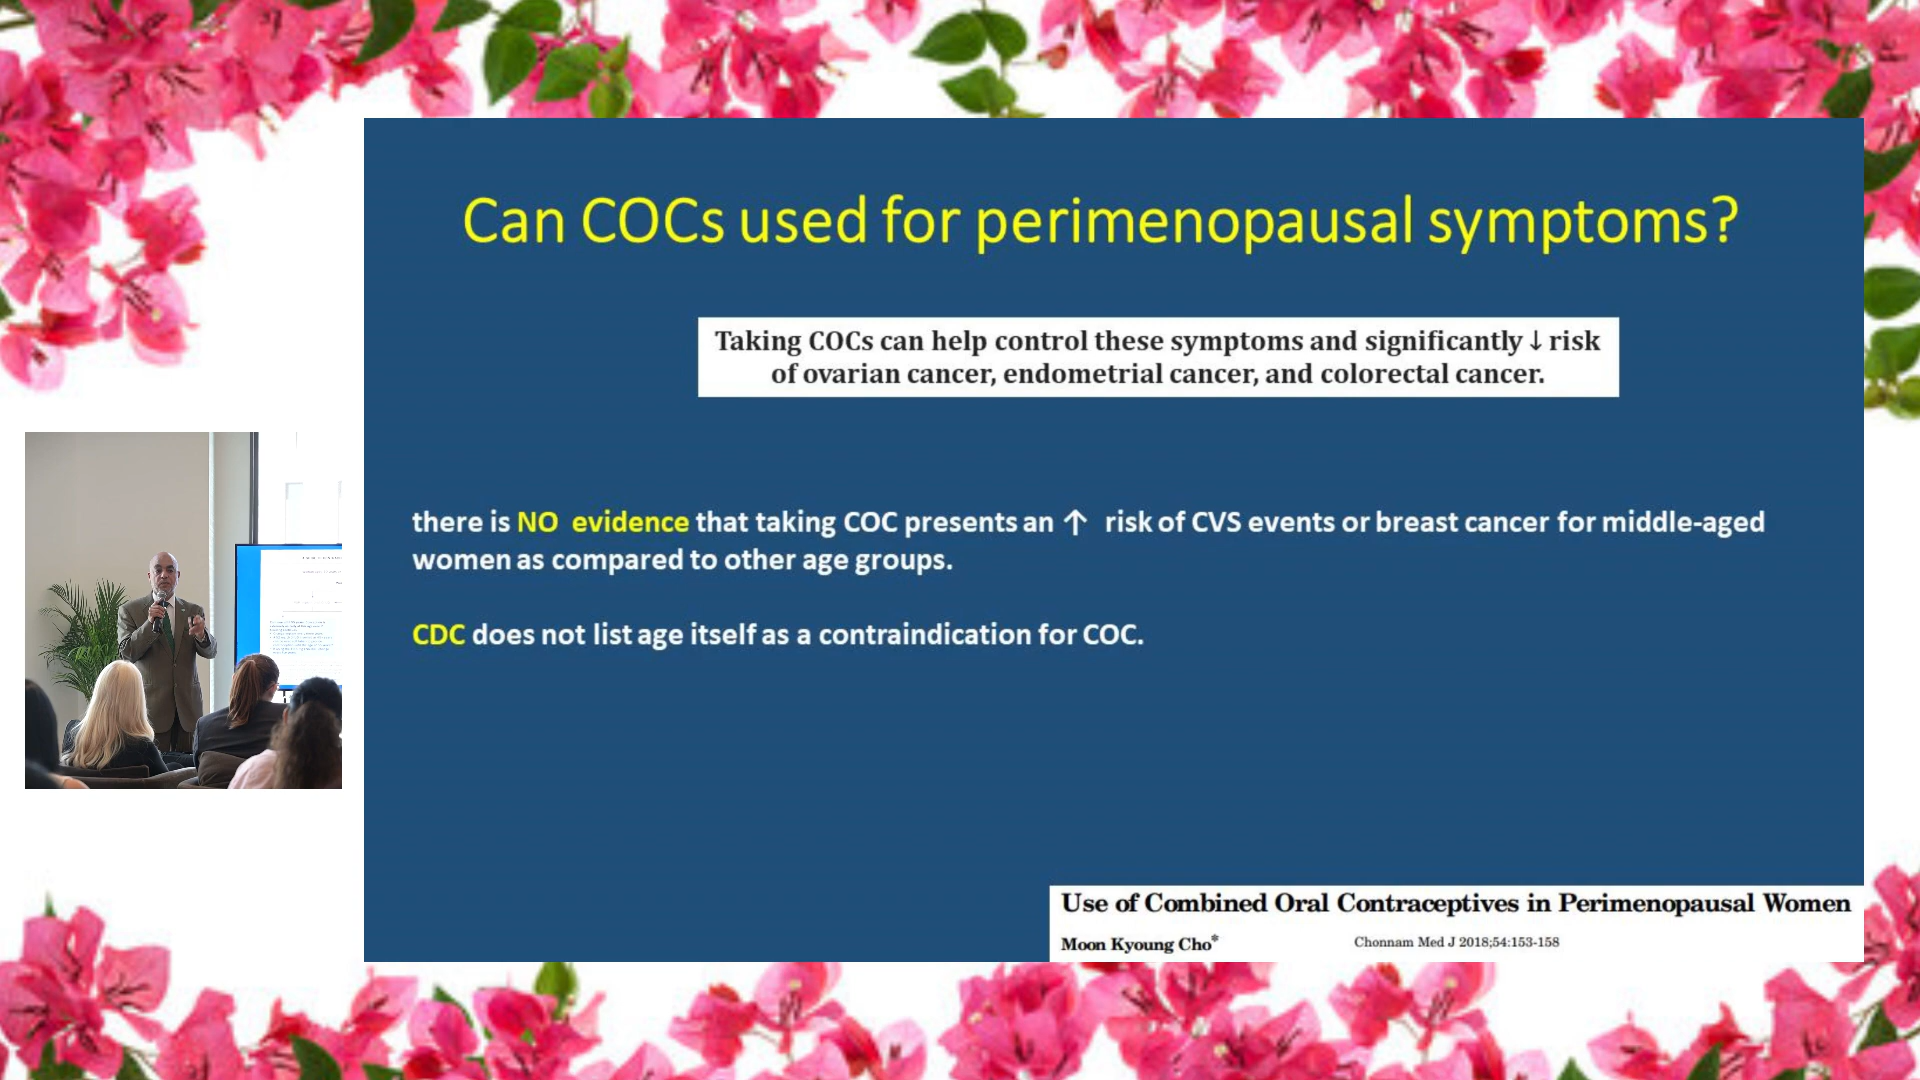 Can COCs used for perimenopausal symptoms?
Taking COCs can help control these symptoms and significantly ↓ risk
of ovarian cancer, endometrial cancer, and colorectal cancer.
there is NO evidence that taking COC presents an ↑ risk of CVS events or breast cancer for middle-aged
women as compared to other age groups.
CDC does not list age itself as a contraindication for COC.
Use of Combined Oral Contraceptives in Perimenopausal Women
Moon Kyoung Cho*
Chonnam Med J 2018;54:153-158